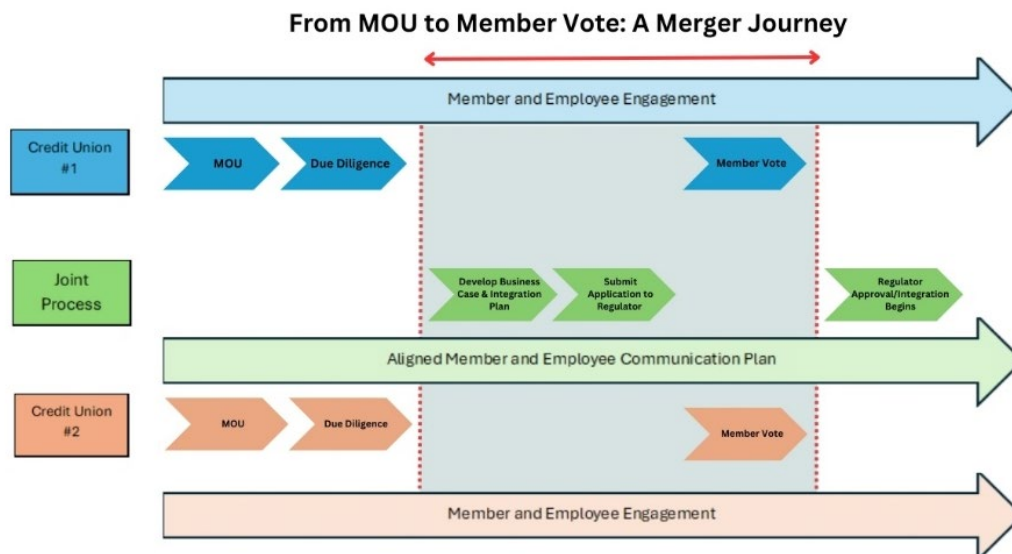 From MOU to Member Vote: A Merger Journey
Member and Employee Engagement
Credit Union
#1
MOU
Due Diligence
Member Vote
Joint
Process
Develop Business
Case & Integration
Plan
Submit
Application to
Regulator
Regulator
Approval/Integration
Begins
Aligned Member and Employee Communication Plan
Credit Union
#2
MOU
Due Diligence
Member Vote
Member and Employee Engagement